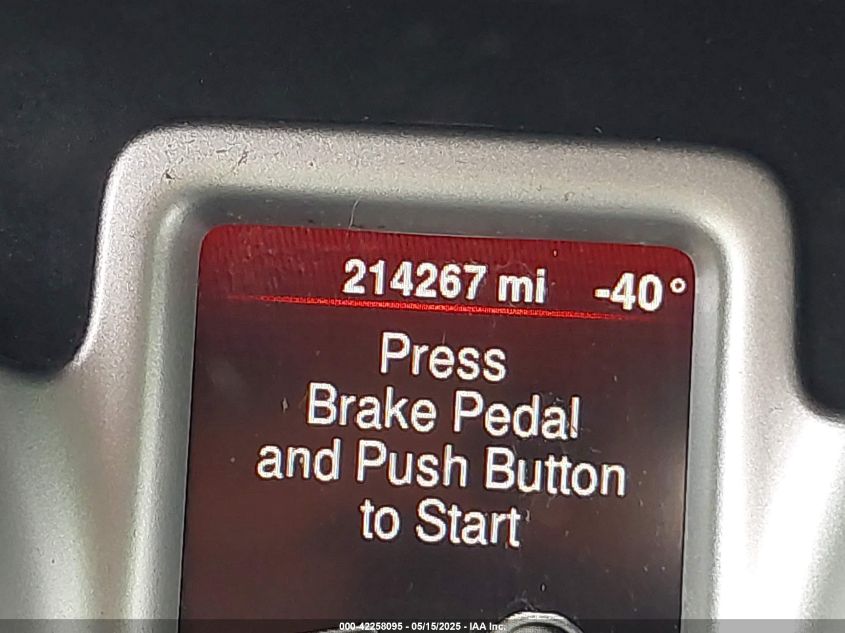 214267 mi -40°
Press
Brake Pedal
and Push Button
to Start
000-42258095 - 05/15/2025 - IAA Inc.